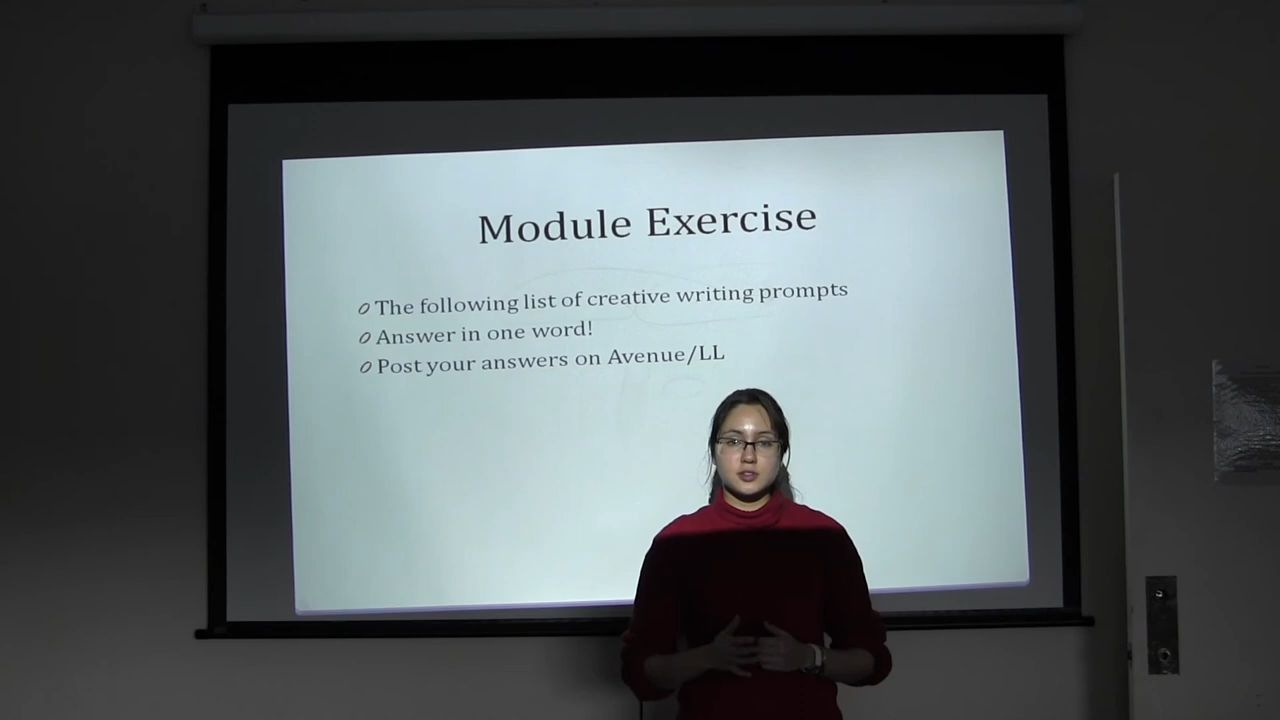 Module Exercise
The following list of creative writing prompts
Answer in one word!
Post your answers on Avenue/LL